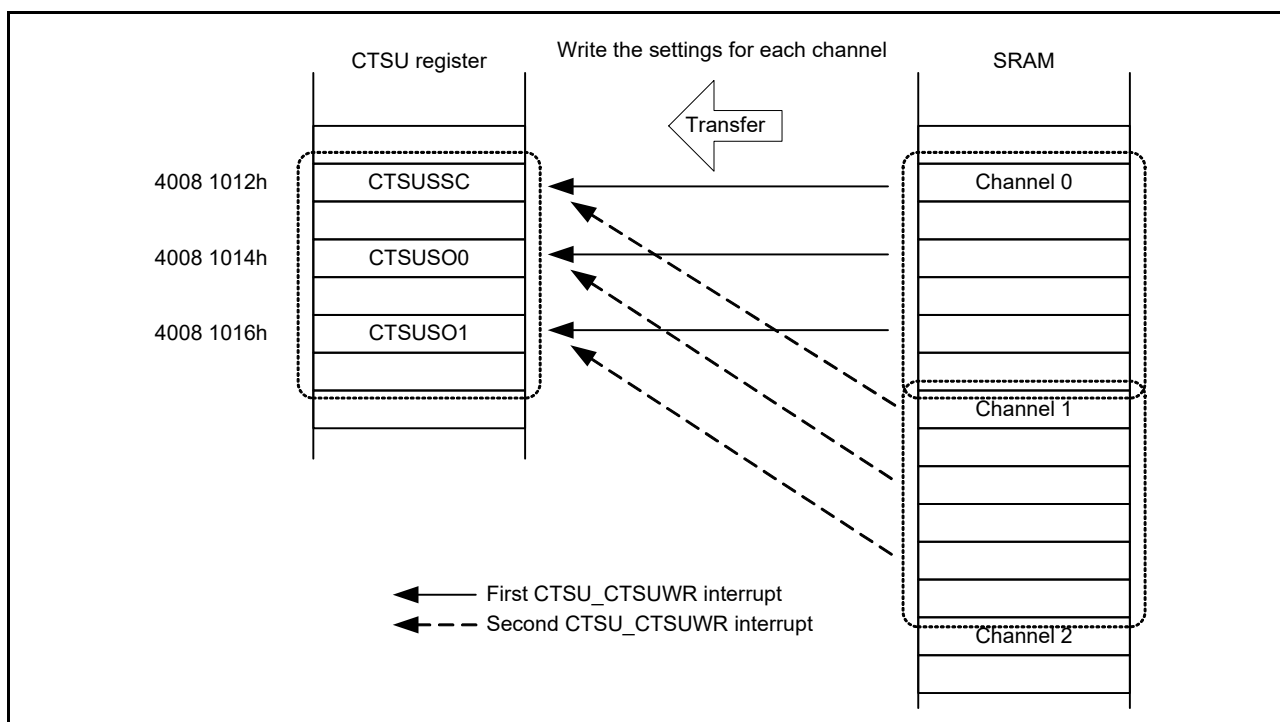 Write the settings for each channel
CTSU register
SRAM
Transfer
4008 1012h
CTSUSSC
Channel 0
4008 1014h
CTSUSO0
4008 1016h
CTSUSO1
Channel 1
First CTSU_CTSUWR interrupt
Second CTSU_CTSUWR interrupt
Channel 2